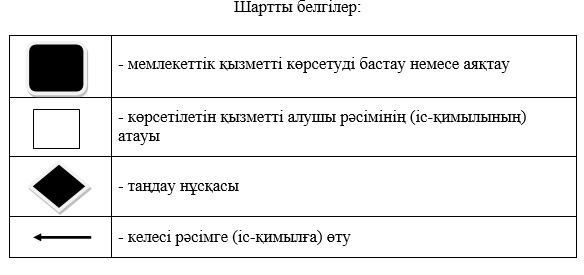 Шартты белгілер:
- мемлекеттік қызметті көрсетуді бастау немесе аяқтау
- көрсетілетін қызметті алушы рәсімінің (іс-қимылының)
атауы
- таңдау нұсқасы
- келесі рәсімге (іс-қимылға) өту